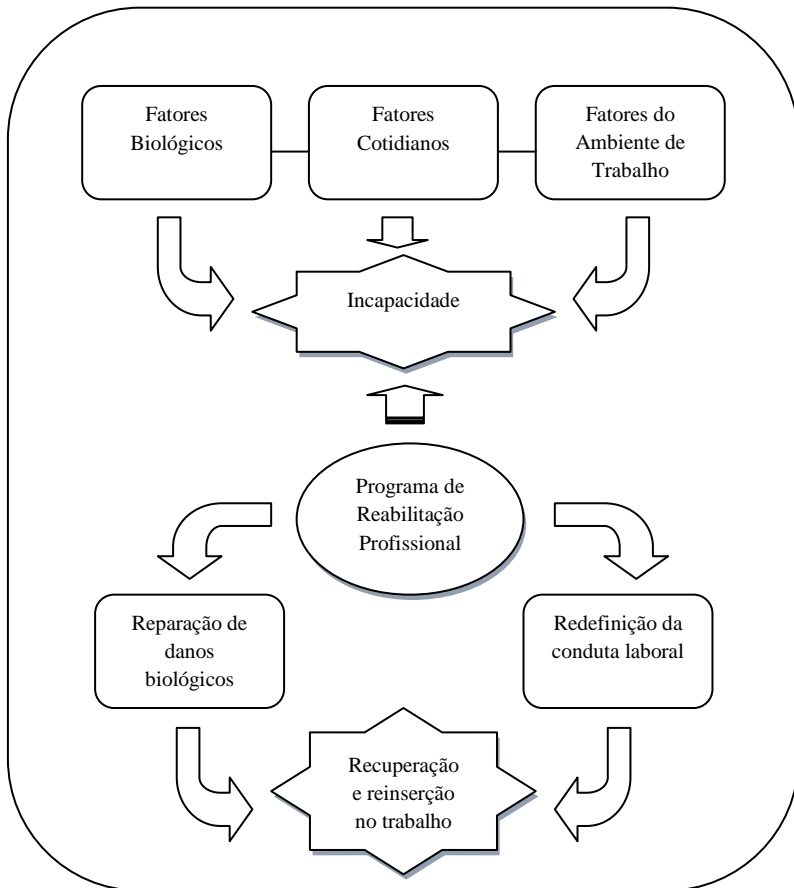 Fatores
Biológicos
Fatores
Cotidianos
Fatores do
Ambiente de
Trabalho
Incapacidade
Programa de
Reabilitação
Profissional
Reparação de
danos
biológicos
Redefinição da
conduta laboral
Recuperação
e reinserção
no trabalho